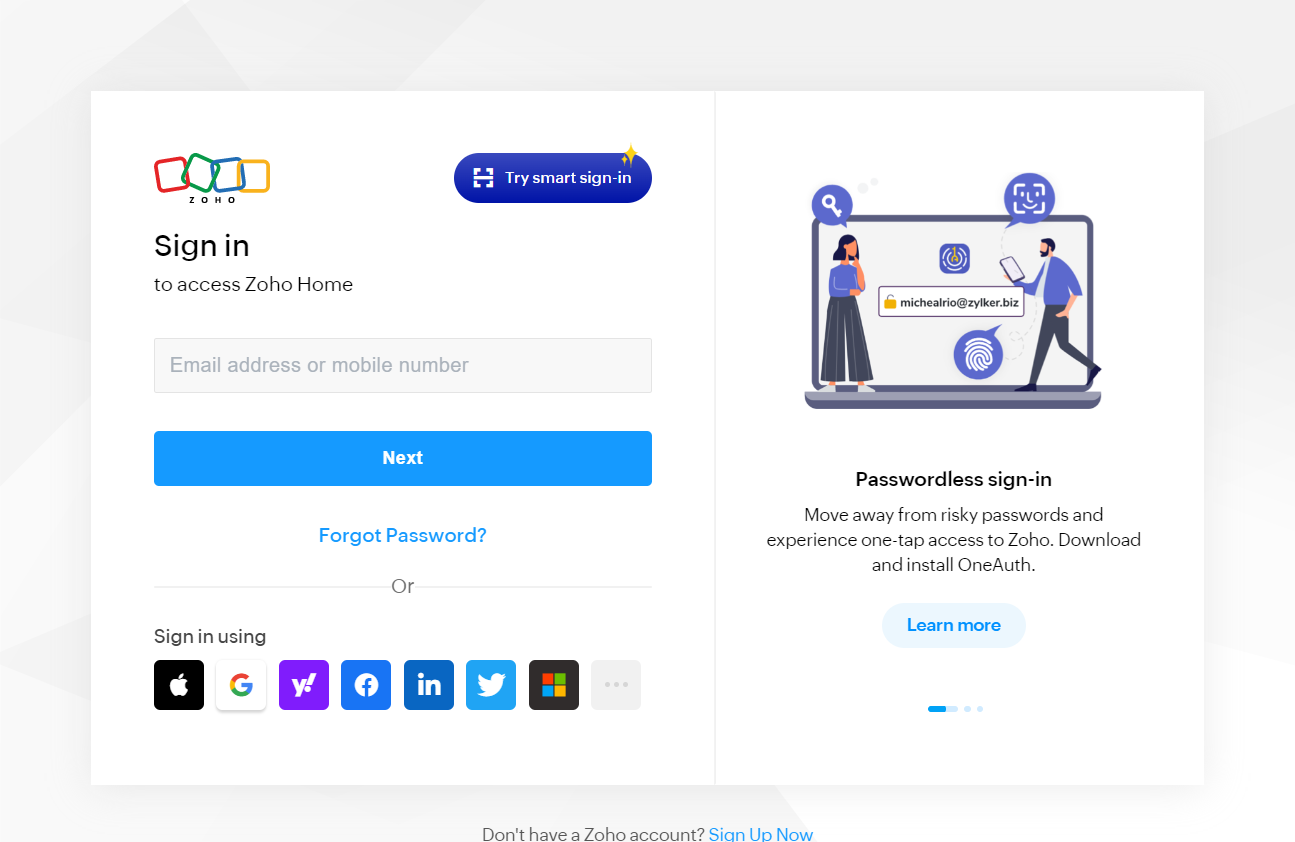 ZOHO
Try smart sign-in
Sign in
to access Zoho Home
Email address or mobile number
Next
Forgot Password?
Or
Sign in using
michealrio@zylker.biz
Passwordless sign-in
Move away from risky passwords and
experience one-tap access to Zoho. Download
and install OneAuth.
Learn more
Don't have a Zoho account? Sign Up Now